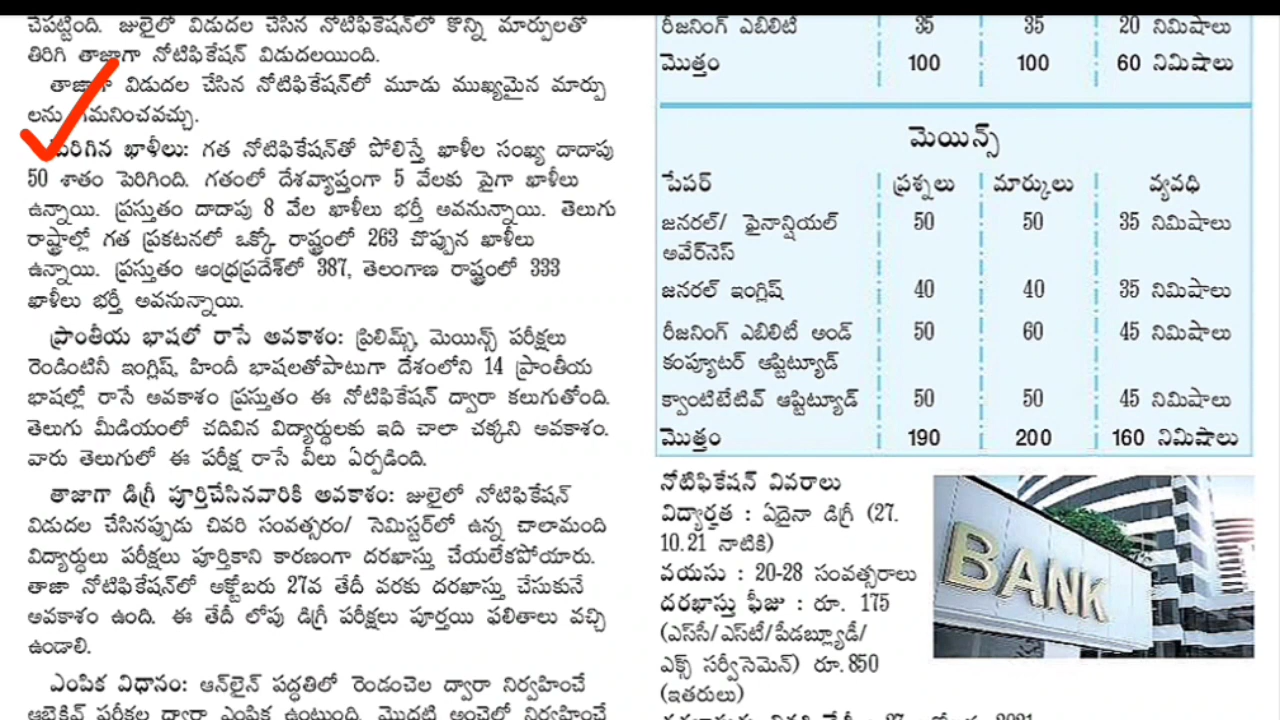 చేపట్టింది. జులైలో విడుదల చేసిన నోటిఫికేషన్‌లో కొన్ని మార్పులతో
తిరిగి తాజాగా నోటిఫికేషన్ విడుదలయింది.
తాజాగా విడుదల చేసిన నోటిఫికేషన్‌లో మూడు ముఖ్యమైన మార్పు
లను గమనించవచ్చు.
పెరిగిన ఖాళీలు: గత నోటిఫికేషన్‌తో పోలిస్తే ఖాళీల సంఖ్య దాదాపు
50 శాతం పెరిగింది. గతంలో దేశవ్యాప్తంగా 5 వేలకు పైగా ఖాళీలు
ఉన్నాయి. ప్రస్తుతం దాదాపు 8 వేల ఖాళీలు భర్తీ అవనున్నాయి. తెలుగు
రాష్ట్రాల్లో గత ప్రకటనలో ఒక్కో రాష్ట్రంలో 263 చొప్పున ఖాళీలు
ఉన్నాయి. ప్రస్తుతం ఆంధ్రప్రదేశ్‌లో 387, తెలంగాణ రాష్ట్రంలో 333
ఖాళీలు భర్తీ అవనున్నాయి.
ప్రాంతీయ భాషలో రాసే అవకాశం: ప్రిలిమ్స్, మెయిన్స్ పరీక్షలు
రెండింటినీ ఇంగ్లిష్, హిందీ భాషలతోపాటుగా దేశంలోని 14 ప్రాంతీయ
భాషల్లో రాసే అవకాశం ప్రస్తుతం ఈ నోటిఫికేషన్ ద్వారా కలుగుతోంది.
తెలుగు మీడియంలో చదివిన విద్యార్థులకు ఇది చాలా చక్కని అవకాశం.
వారు తెలుగులో ఈ పరీక్ష రాసే వీలు ఏర్పడింది.
తాజాగా డిగ్రీ పూర్తిచేసినవారికి అవకాశం: జులైలో నోటిఫికేషన్
విడుదల చేసినప్పుడు చివరి సంవత్సరం/ సెమిస్టర్‌లో ఉన్న చాలామంది
విద్యార్థులు పరీక్షలు పూర్తికాని కారణంగా దరఖాస్తు చేయలేకపోయారు.
తాజా నోటిఫికేషన్‌లో అక్టోబరు 27వ తేదీ వరకు దరఖాస్తు చేసుకునే
అవకాశం ఉంది. ఈ తేదీ లోపు డిగ్రీ పరీక్షలు పూర్తయి ఫలితాలు వచ్చి
ఉండాలి.
ఎంపిక విధానం: ఆన్‌లైన్ పద్ధతిలో రెండంచెల ద్వారా నిర్వహించే
ఆబ్జెక్టివ్ పరీక్షల ద్వారా ఎంపిక ఉంటుంది. మొదటి అంచెలో నిర్వహించే
రీజనింగ్ ఎబిలిటీ 35 35 20 నిమిషాలు
మొత్తం 100 100 60 నిమిషాలు
మెయిన్స్
పేపర్ ప్రశ్నలు మార్కులు వ్యవధి
జనరల్/ ఫైనాన్షియల్ 50 50 35 నిమిషాలు
అవేర్‌నెస్
జనరల్ ఇంగ్లిష్ 40 40 35 నిమిషాలు
రీజనింగ్ ఎబిలిటీ అండ్ 50 60 45 నిమిషాలు
కంప్యూటర్ ఆప్టిట్యూడ్
క్వాంటిటేటివ్ ఆప్టిట్యూడ్ 50 50 45 నిమిషాలు
మొత్తం 190 200 160 నిమిషాలు
నోటిఫికేషన్ వివరాలు
విద్యార్హత : ఏదైనా డిగ్రీ (27.
10.21 నాటికి)
వయసు : 20-28 సంవత్సరాలు
దరఖాస్తు ఫీజు : రూ. 175
(ఎస్‌సీ/ఎస్‌టీ/పీడబ్ల్యూడీ/
ఎక్స్ సర్వీసెమెన్) రూ.850
(ఇతరులు)
BANK